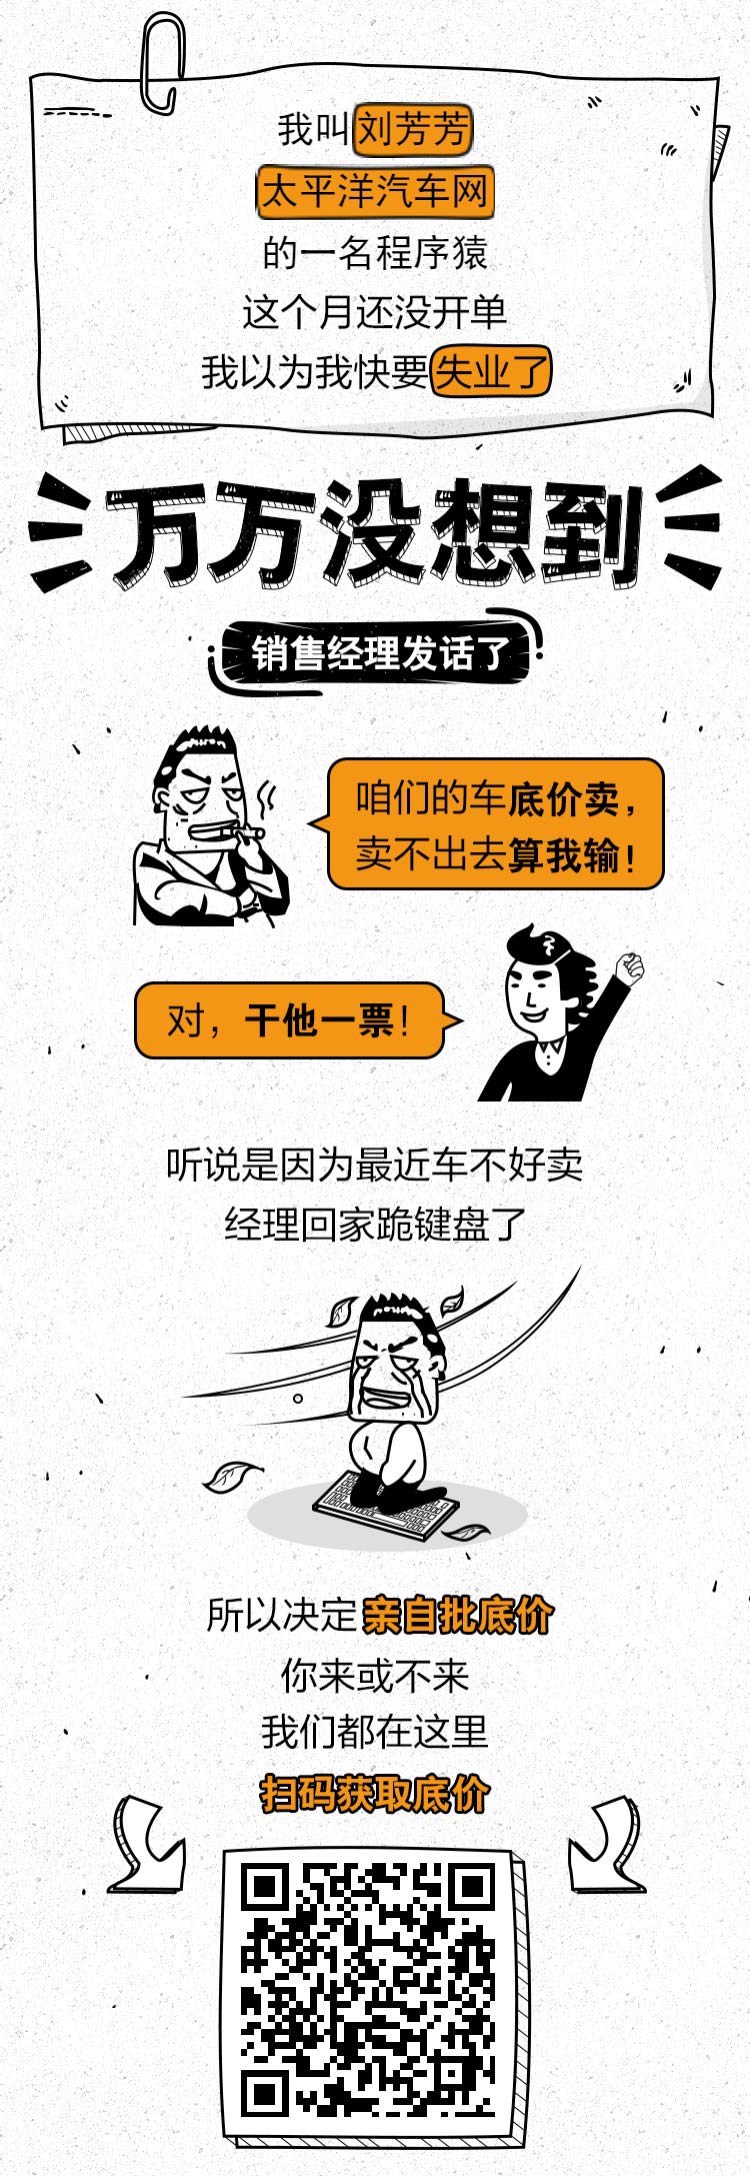 我叫刘芳芳
太平洋汽车网
的一名程序猿
这个月还没开单
我以为我快要失业了
万万没想到
销售经理发话了
咱们的车底价卖，
卖不出去算我输！
对，干他一票！
听说是因为最近车不好卖
经理回家跪键盘了
所以决定亲自批底价
你来或不来
我们都在这里
扫码获取底价